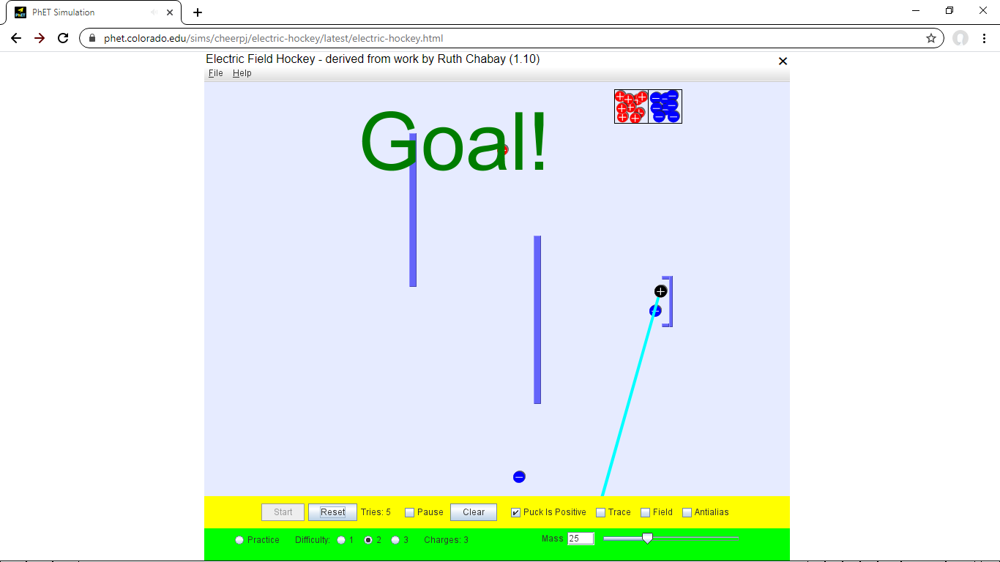 PhET Simulation
phet.colorado.edu/sims/cheerpj/electric-hockey/latest/electric-hockey.html
Electric Field Hockey - derived from work by Ruth Chabay (1.10)
File Help
Goal!
Start Reset Tries: 5 Pause Clear Puck Is Positive Trace Field Antialias
Practice Difficulty: 1 2 3 Charges: 3 Mass 25